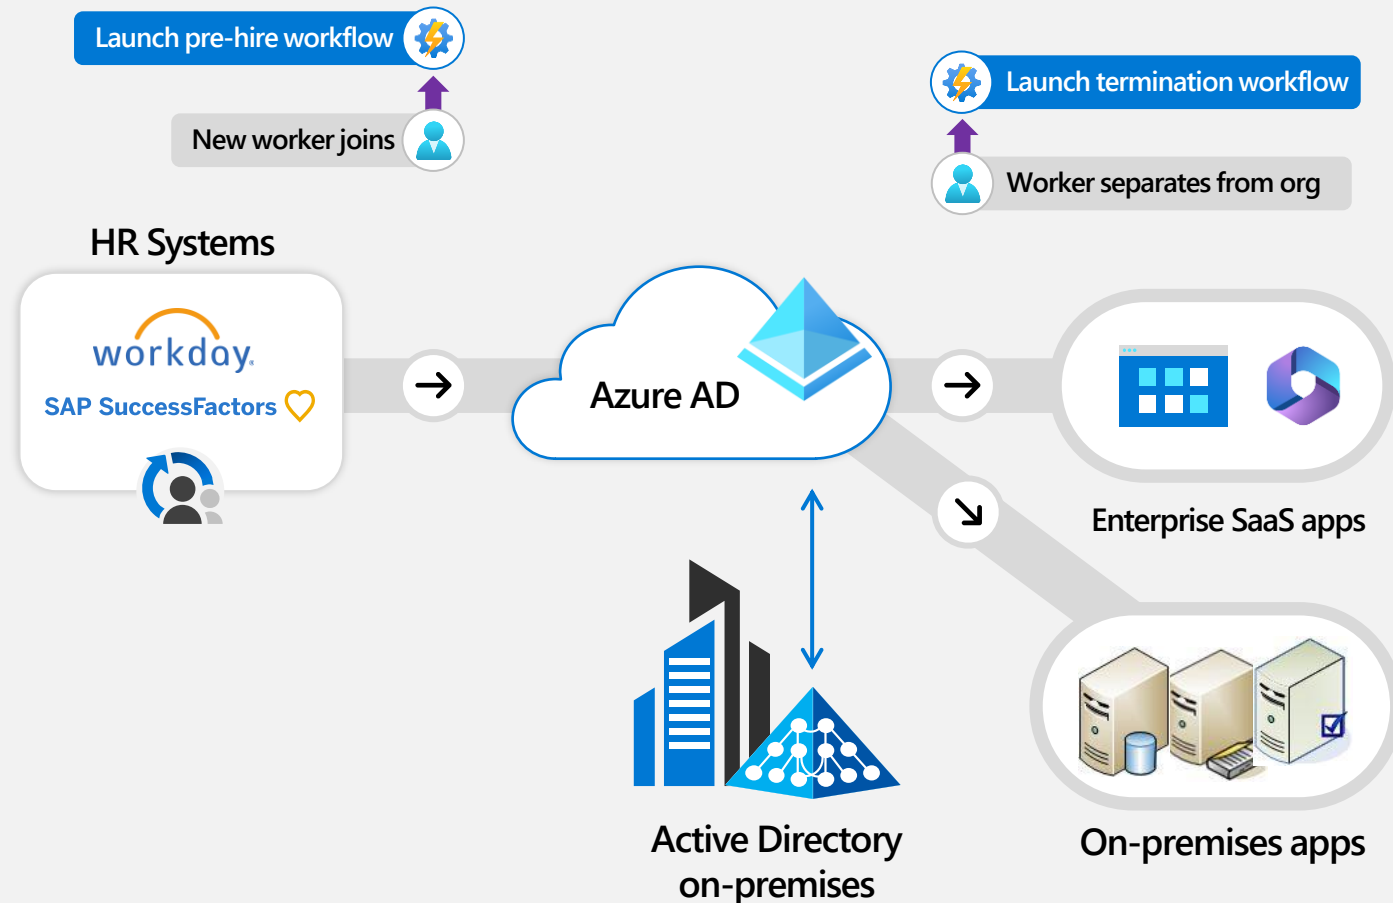 Launch pre-hire workflow
New worker joins
Launch termination workflow
Worker separates from org
HR Systems
workday.
SAP SuccessFactors
Azure AD
Enterprise SaaS apps
Active Directory
on-premises
On-premises apps